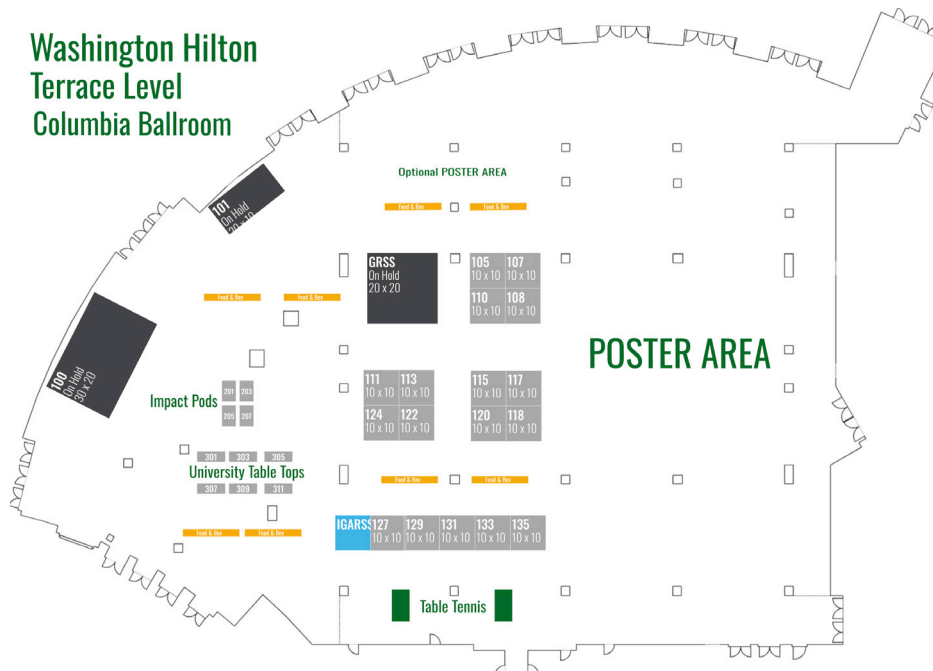 Washington Hilton
Terrace Level
Columbia Ballroom
Optional POSTER AREA
101
On Hold
20 x 10
Food & Bev
Food & Bev
GRSS
On Hold
20 x 20
105
10 x 10
107
10 x 10
110
10 x 10
108
10 x 10
Food & Bev
Food & Bev
100
On Hold
30 x 20
POSTER AREA
Impact Pods
201
203
205
207
111
10 x 10
113
10 x 10
124
10 x 10
122
10 x 10
115
10 x 10
117
10 x 10
120
10 x 10
118
10 x 10
301
303
305
University Table Tops
307
309
311
Food & Bev
Food & Bev
Food & Bev
Food & Bev
IGARSS
127
10 x 10
129
10 x 10
131
10 x 10
133
10 x 10
135
10 x 10
Table Tennis